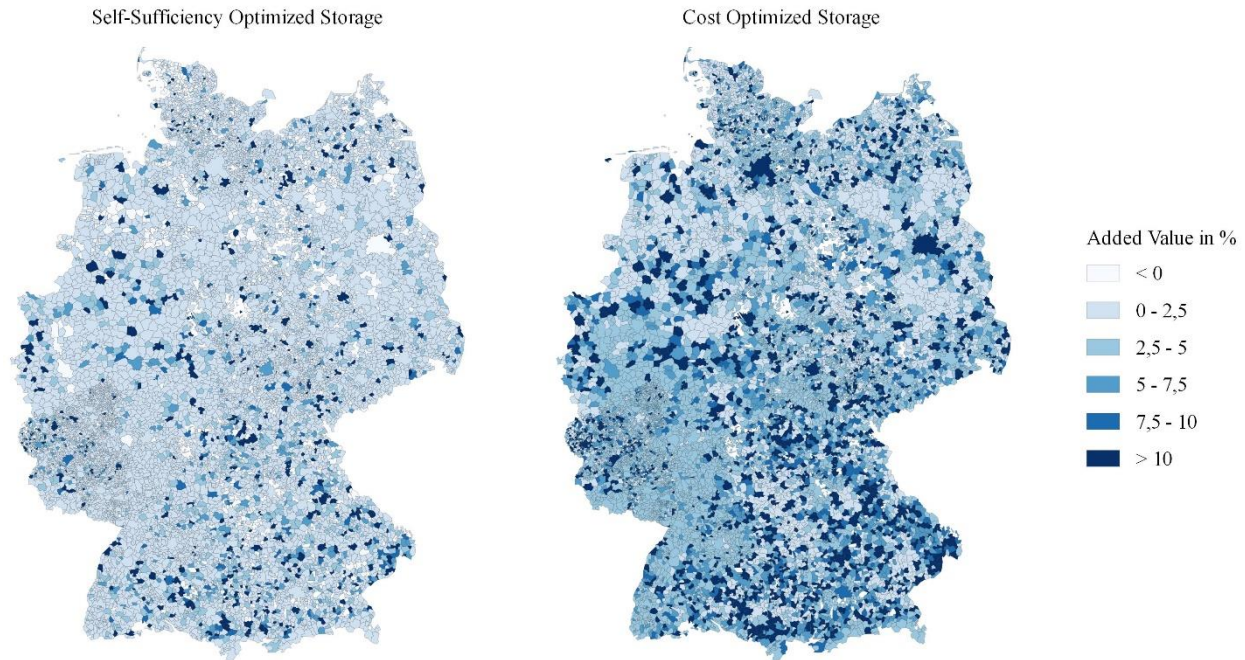 Self-Sufficiency Optimized Storage
Cost Optimized Storage
Added Value in %
< 0
0 - 2,5
2,5 - 5
5 - 7,5
7,5 - 10
> 10